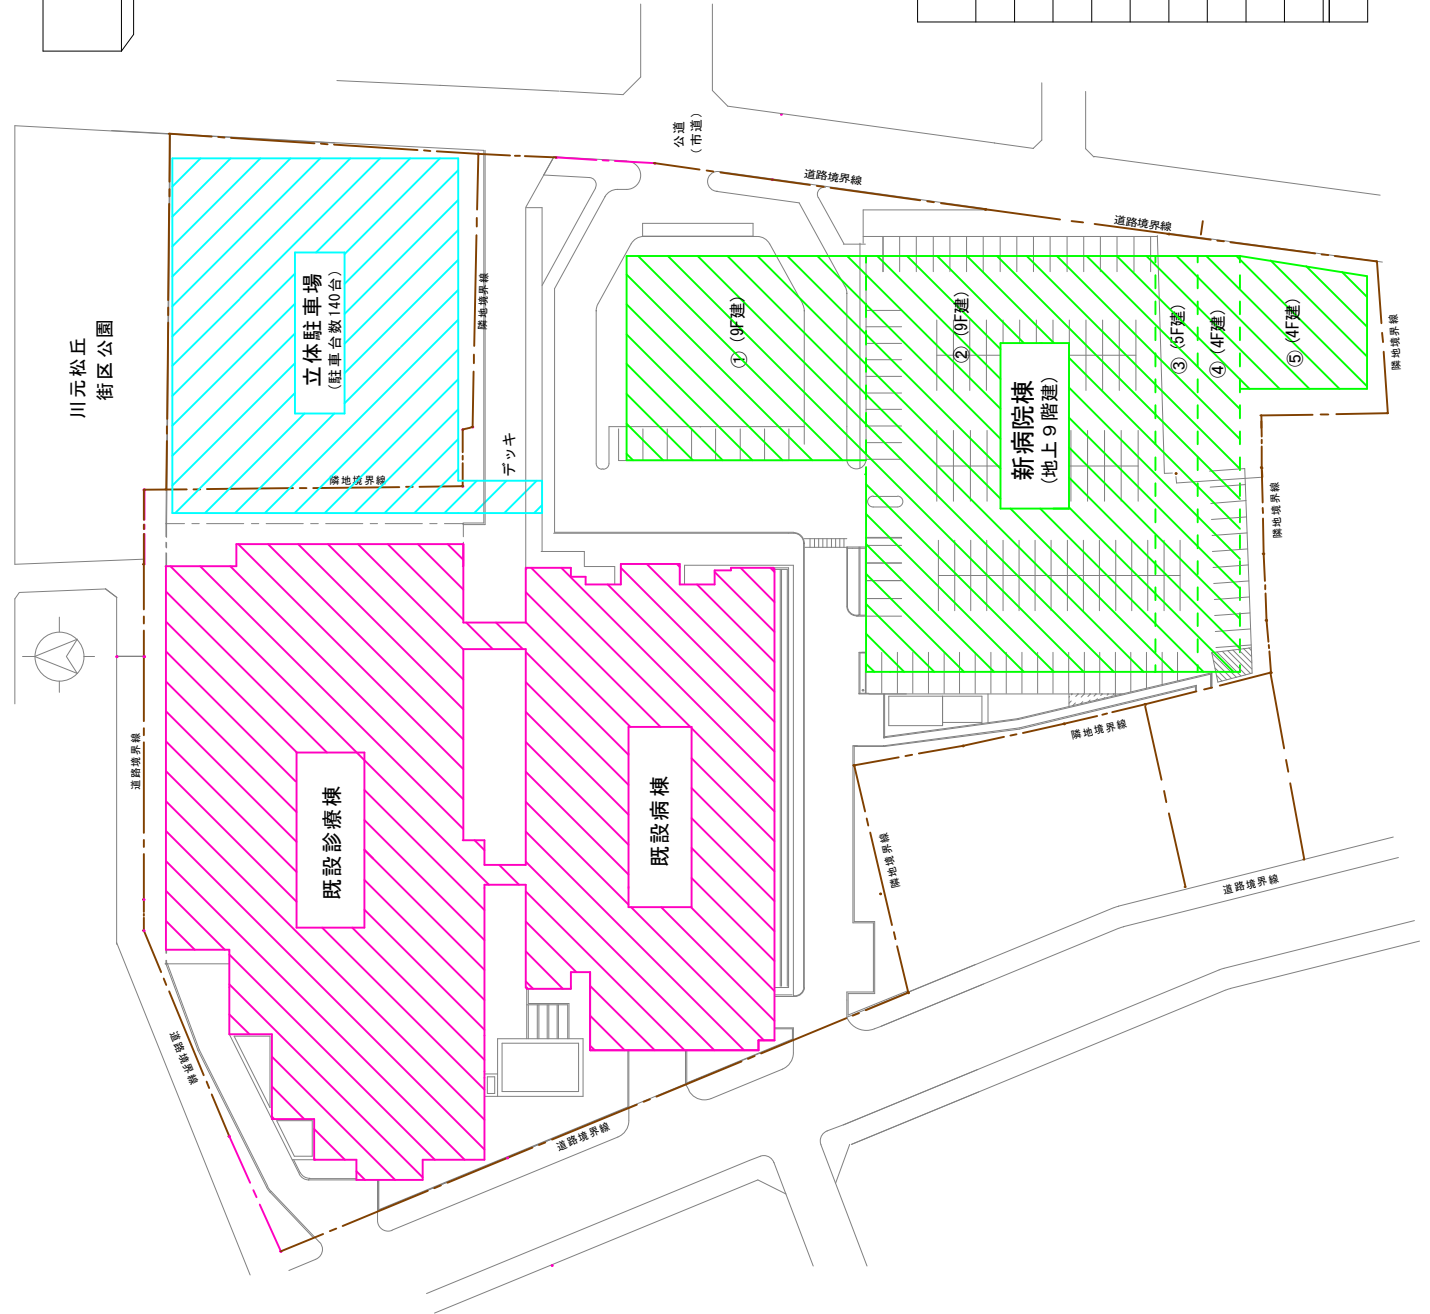 公道
(市道)
道路境界線
道路境界線
川元松丘
街区公園
立体駐車場
(駐車台数140台)
隣地境界線
隣地境界線
デッキ
① (9F建)
② (9F建)
③ (5F建)
④ (4F建)
⑤ (4F建)
新病院棟
(地上9階建)
隣地境界線
隣地境界線
隣地境界線
隣地境界線
道路境界線
道路境界線
既設診療棟
既設病棟
道路境界線
道路境界線